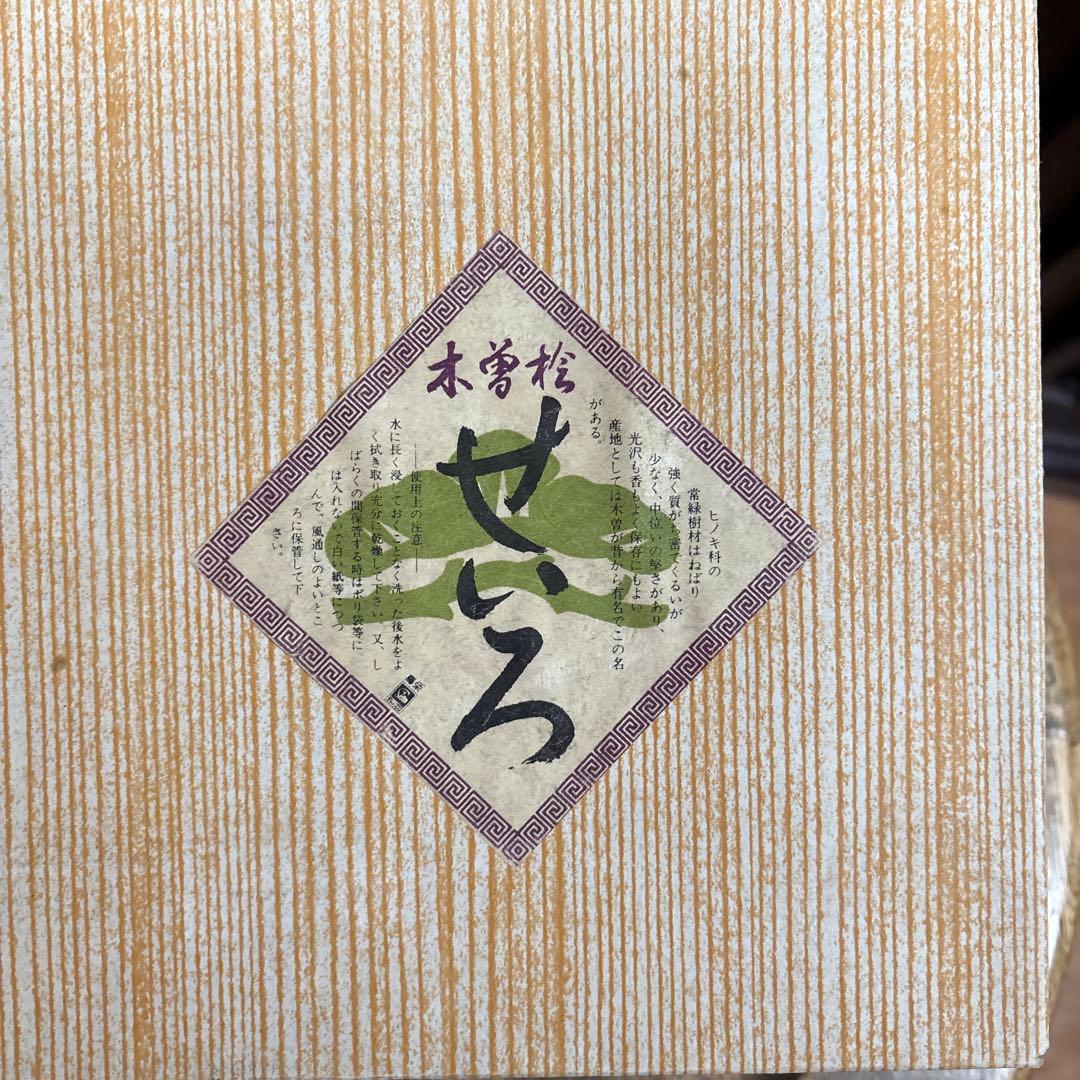 木曽桧
せいろ
ヒノキ科の
常緑樹材はねばり
強く質がち密でくるいが
少なく、中位いの堅さがあり、
光沢も香もよく保存にもよい
産地としては木曽が昔から有名でこの名
がある。
――使用上の注意――
水に長く浸しておくことなく洗った後水をよ
く拭き取り充分に乾燥して下さい。又、し
ばらくの間保管する時はポリ袋等に
は入れないで白い紙等につつ
んで、風通しのよいとこ
ろに保管して下
さい。